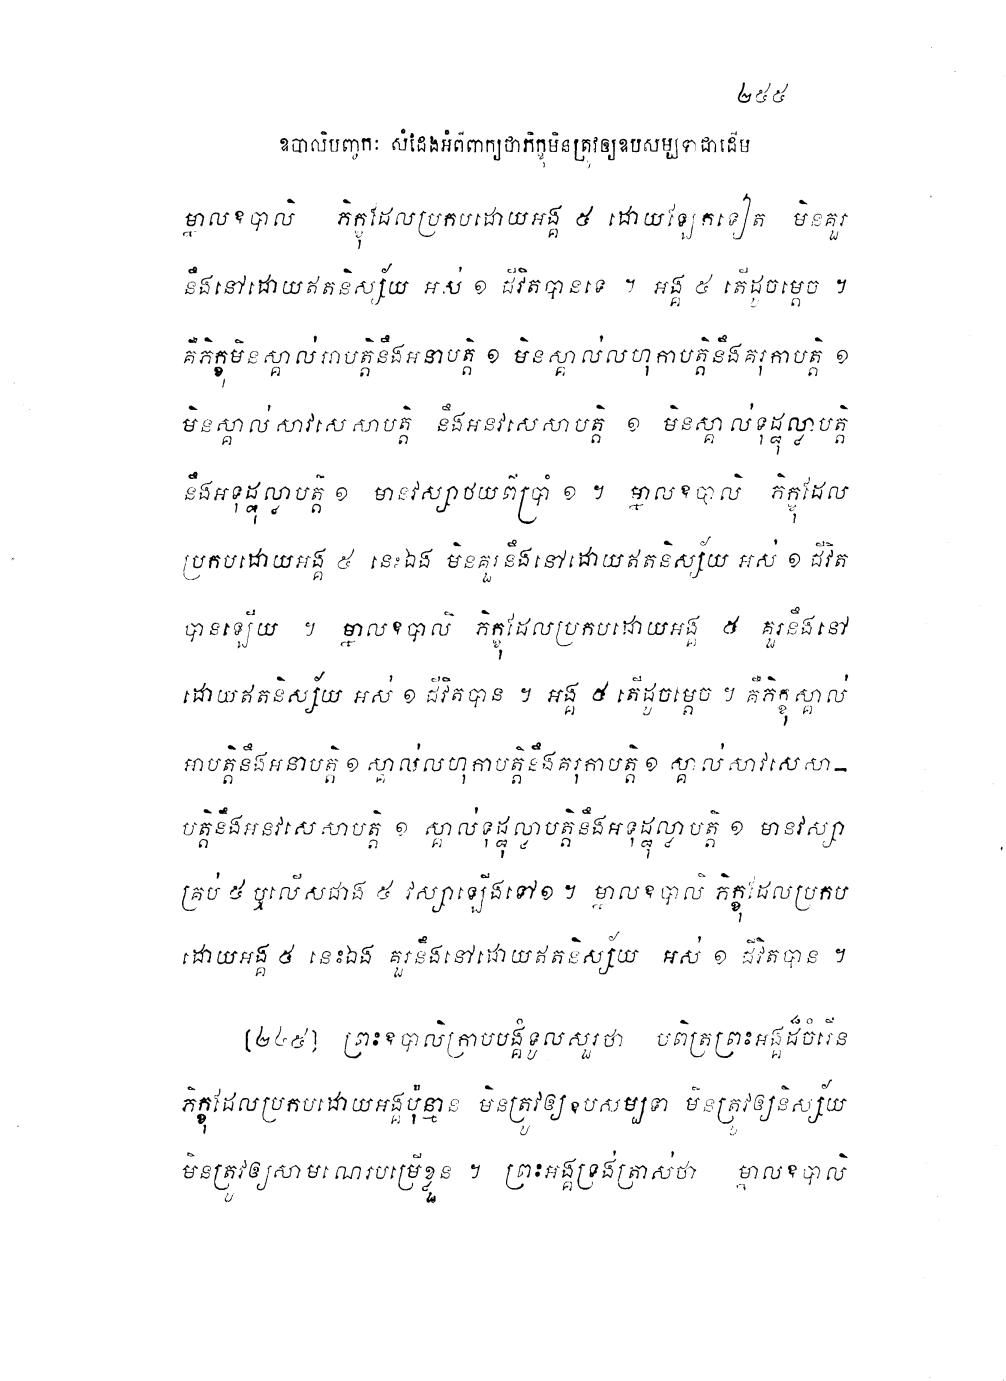 ២៥៥
ឧបាលិបញ្ចកៈ សំដែងអំពីពាក្យថាភិក្ខុមិនត្រូវឲ្យឧបសម្បទាជាដើម
ម្នាលឧបាលិ ភិក្ខុដែលប្រកបដោយអង្គ ៥ ដោយឡែកទៀត មិនគួរ
នឹងនៅដោយឥតនិស្ស័យ អស់ ១ ជីវិតបានទេ ។ អង្គ ៥ តើដូចម្តេច ។
គឺភិក្ខុមិនស្គាល់អាបត្តិនឹងអនាបត្តិ ១ មិនស្គាល់លហុកាបត្តិនឹងគរុកាបត្តិ ១
មិនស្គាល់សាវសេសាបត្តិ នឹងអនវសេសាបត្តិ ១ មិនស្គាល់ទុដ្ឋុល្លាបត្តិ
នឹងអទុដ្ឋុល្លាបត្តិ ១ មានវស្សាថយពីប្រាំ ១ ។ ម្នាលឧបាលិ ភិក្ខុដែល
ប្រកបដោយអង្គ ៥ នេះឯង មិនគួរនឹងនៅដោយឥតនិស្ស័យ អស់ ១ ជីវិត
បានឡើយ ។ ម្នាលឧបាលិ ភិក្ខុដែលប្រកបដោយអង្គ ៥ គួរនឹងនៅ
ដោយឥតនិស្ស័យ អស់ ១ ជីវិតបាន ។ អង្គ ៥ តើដូចម្តេច ។ គឺភិក្ខុស្គាល់
អាបត្តិនឹងអនាបត្តិ ១ ស្គាល់លហុកាបត្តិនឹងគរុកាបត្តិ ១ ស្គាល់សាវសេសា-
បត្តិនឹងអនវសេសាបត្តិ ១ ស្គាល់ទុដ្ឋុល្លាបត្តិនឹងអទុដ្ឋុល្លាបត្តិ ១ មានវស្សា
គ្រប់ ៥ ឬលើសជាង ៥ វស្សាឡើងទៅ១ ។ ម្នាលឧបាលិ ភិក្ខុដែលប្រកប
ដោយអង្គ ៥ នេះឯង គួរនឹងនៅដោយឥតនិស្ស័យ អស់ ១ ជីវិតបាន ។
[២៤៥] ព្រះឧបាលិក្រាបបង្គំទូលសួរថា បពិត្រព្រះអង្គដ៏ចំរើន
ភិក្ខុដែលប្រកបដោយអង្គប៉ុន្មាន មិនត្រូវឲ្យឧបសម្បទា មិនត្រូវឲ្យនិស្ស័យ
មិនត្រូវឲ្យសាមណេរបម្រើខ្លួន ។ ព្រះអង្គទ្រង់ត្រាស់ថា ម្នាលឧបាលិ